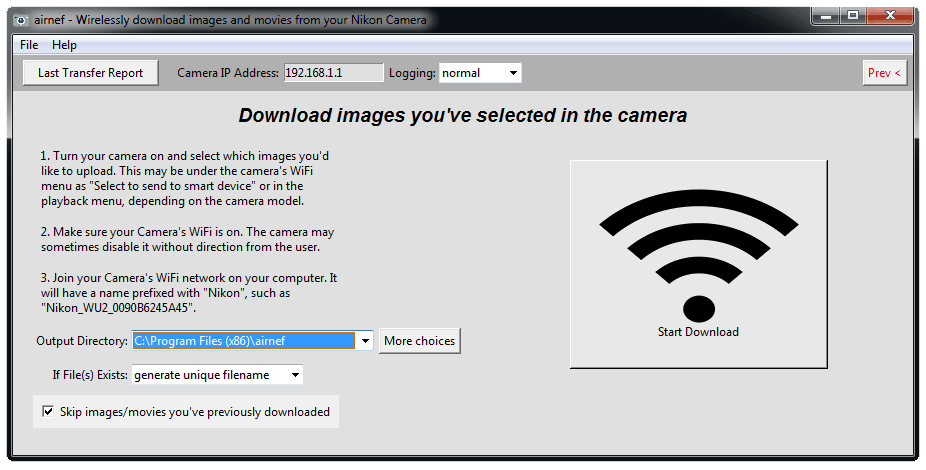 airnef - Wirelessly download images and movies from your Nikon Camera
File Help
Last Transfer Report Camera IP Address: 192.168.1.1 Logging: normal Prev <
Download images you've selected in the camera
1. Turn your camera on and select which images you'd
like to upload. This may be under the camera's WiFi
menu as "Select to send to smart device" or in the
playback menu, depending on the camera model.
2. Make sure your Camera's WiFi is on. The camera may
sometimes disable it without direction from the user.
3. Join your Camera's WiFi network on your computer. It
will have a name prefixed with "Nikon", such as
"Nikon_WU2_0090B6245A45".
Start Download
Output Directory: C:\Program Files (x86)\airnef More choices
If File(s) Exists: generate unique filename
Skip images/movies you've previously downloaded